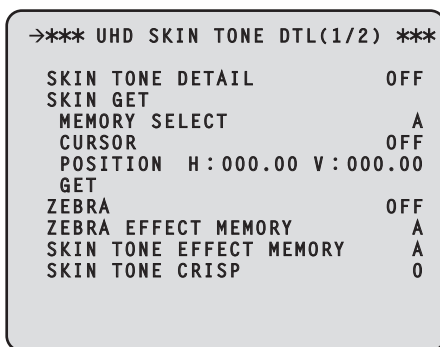 →*** UHD SKIN TONE DTL(1/2) ***
SKIN TONE DETAIL OFF
SKIN GET
MEMORY SELECT A
CURSOR OFF
POSITION H:000.00 V:000.00
GET
ZEBRA OFF
ZEBRA EFFECT MEMORY A
SKIN TONE EFFECT MEMORY A
SKIN TONE CRISP 0